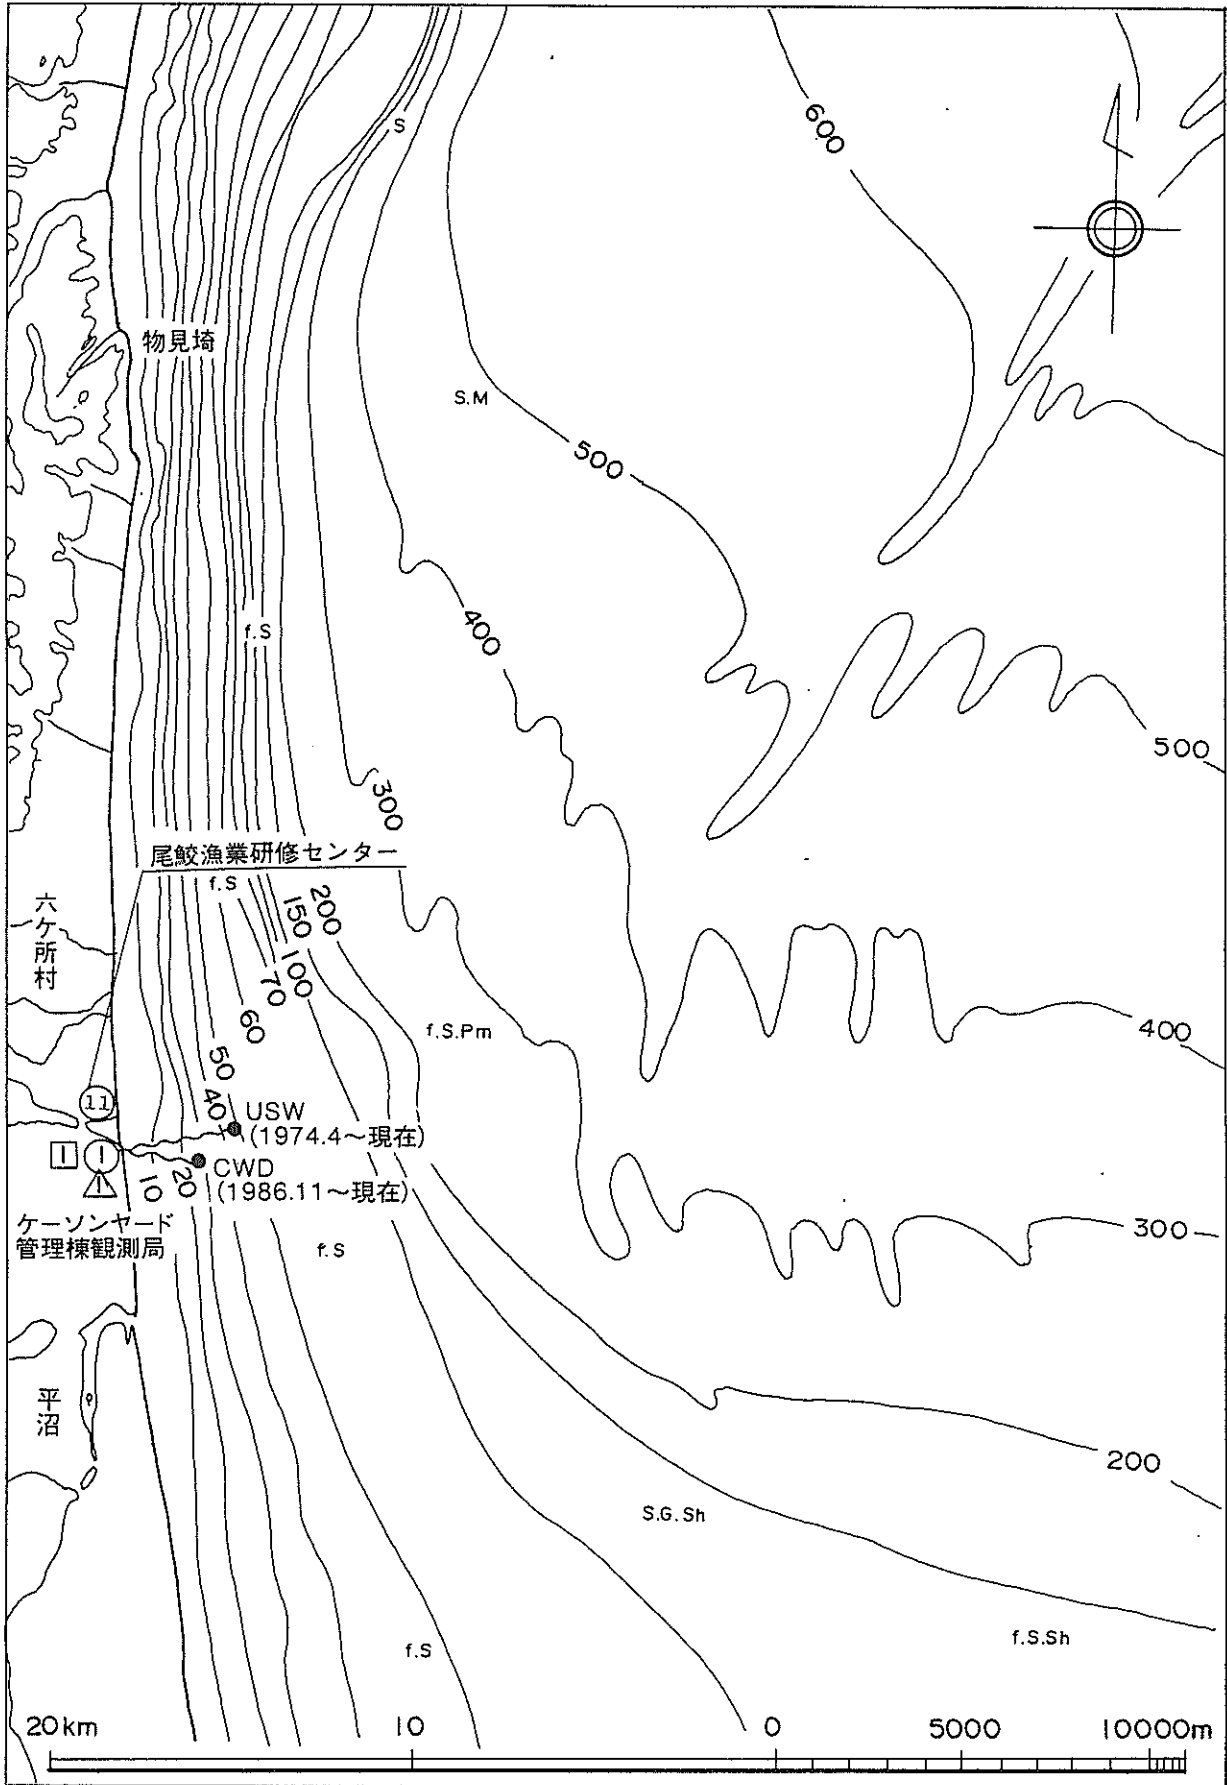 S
600
物見埼
S.M
500
f.S
400
500
300
尾鮫漁業研修センター
f.S
200
150
100
70
六ケ所村
60
f.S.Pm
400
50
40
11
USW
(1974.4〜現在)
I
I
I
CWD
(1986.11〜現在)
10
20
ケーソンヤード
管理棟観測局
f.S
300
平沼
200
S.G.Sh
f.S.Sh
f.S
20km
10
0
5000
10000m